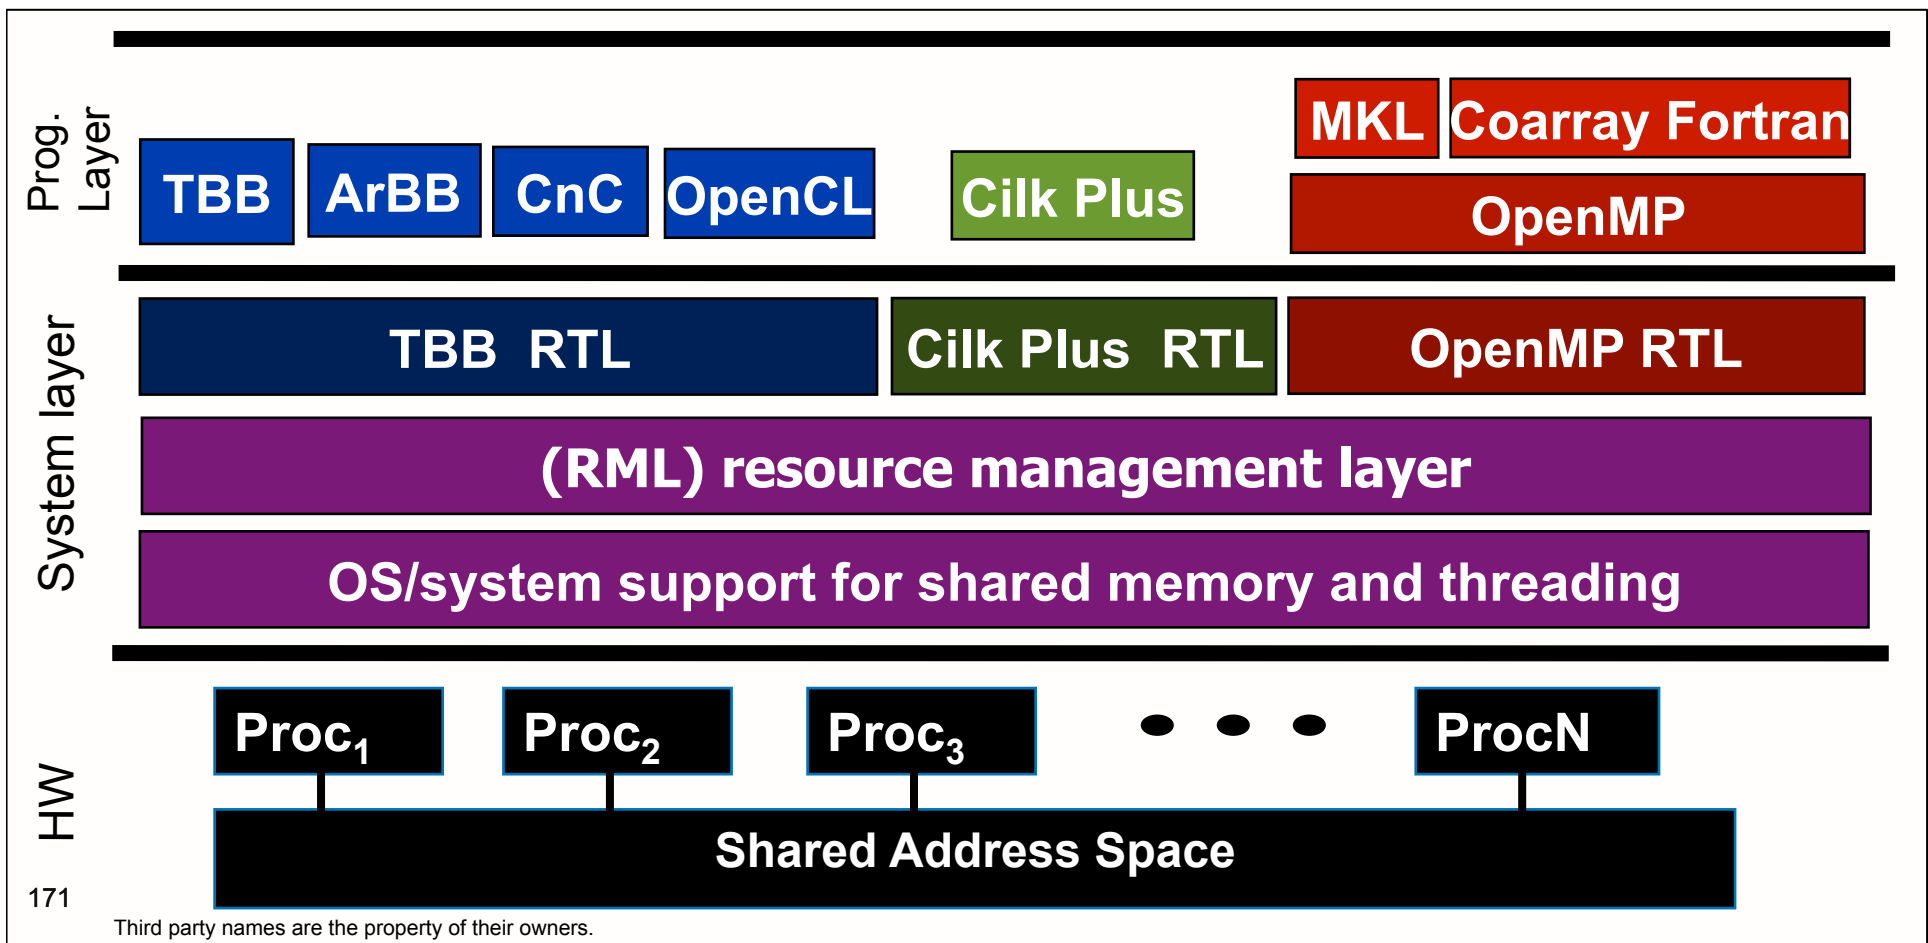 Prog.
Layer
MKL
Coarray Fortran
TBB
ArBB
CnC
OpenCL
Cilk Plus
OpenMP
System layer
TBB RTL
Cilk Plus RTL
OpenMP RTL
(RML) resource management layer
OS/system support for shared memory and threading
HW
Proc1
Proc2
Proc3
• • •
ProcN
Shared Address Space
171
Third party names are the property of their owners.